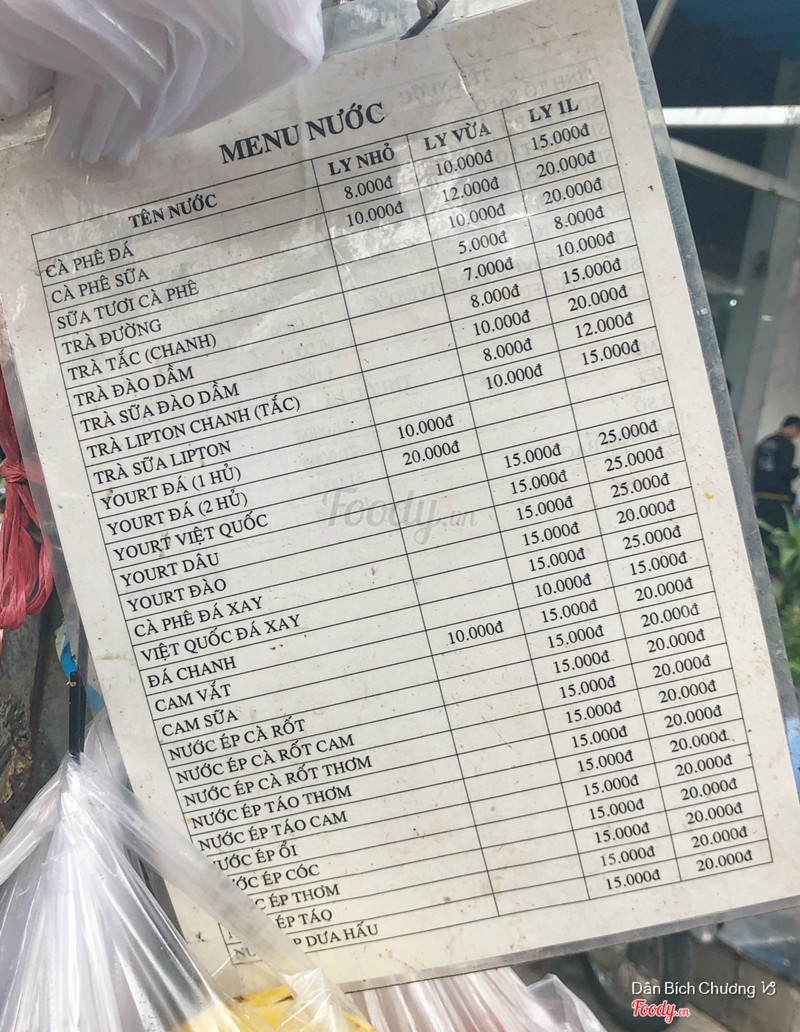 MENU NƯỚC
TÊN NƯỚC LY NHỎ LY VỪA LY 1L
CÀ PHÊ ĐÁ 8.000đ 10.000đ 15.000đ
CÀ PHÊ SỮA 10.000đ 12.000đ 20.000đ
SỮA TƯƠI CÀ PHÊ 10.000đ 20.000đ
TRÀ ĐƯỜNG 5.000đ 8.000đ
TRÀ TẮC (CHANH) 7.000đ 10.000đ
TRÀ ĐÀO DẦM 8.000đ 15.000đ
TRÀ SỮA ĐÀO DẦM 10.000đ 20.000đ
TRÀ LIPTON CHANH (TẮC) 8.000đ 12.000đ
TRÀ SỮA LIPTON 10.000đ 15.000đ
YOURT ĐÁ (1 HỦ) 10.000đ
YOURT ĐÁ (2 HỦ) 20.000đ
YOURT VIỆT QUỐC 15.000đ 25.000đ
YOURT DÂU 15.000đ 25.000đ
YOURT ĐÀO 15.000đ 25.000đ
CÀ PHÊ ĐÁ XAY 15.000đ 20.000đ
VIỆT QUỐC ĐÁ XAY 15.000đ 25.000đ
ĐÁ CHANH 10.000đ 15.000đ
CAM VẮT 10.000đ 15.000đ 20.000đ
CAM SỮA 15.000đ 20.000đ
NƯỚC ÉP CÀ RỐT 15.000đ 20.000đ
NƯỚC ÉP CÀ RỐT CAM 15.000đ 20.000đ
NƯỚC ÉP CÀ RỐT THƠM 15.000đ 20.000đ
NƯỚC ÉP TÁO THƠM 15.000đ 20.000đ
NƯỚC ÉP TÁO CAM 15.000đ 20.000đ
ƯỚC ÉP ỔI 15.000đ 20.000đ
ÉP CÓC 15.000đ 20.000đ
ÉP THƠM 15.000đ 20.000đ
ÉP TÁO 15.000đ 20.000đ
DƯA HẤU 15.000đ 20.000đ
Foody.vn
Dân Bích Chương
Foody.vn